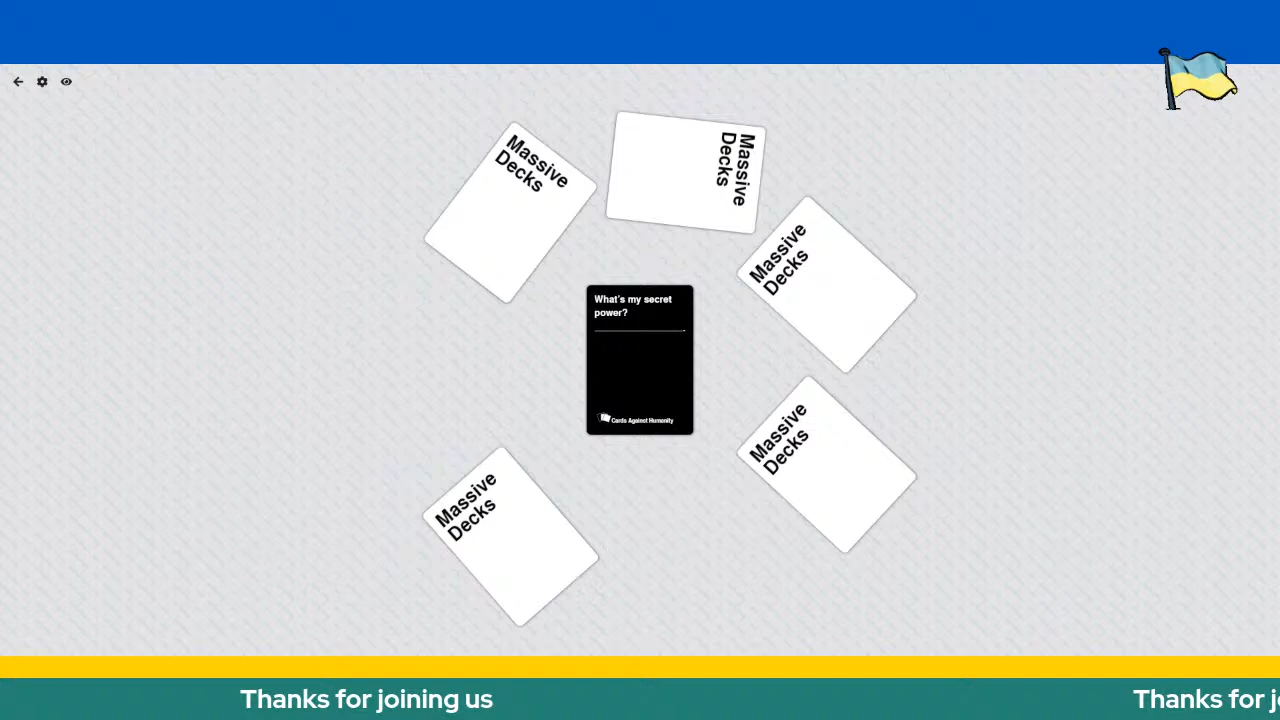 Massive
Decks
Massive
Decks
Massive
Decks
What's my secret
power?
Cards Against Humanity
Massive
Decks
Massive
Decks
Thanks for joining us
Thanks for jo